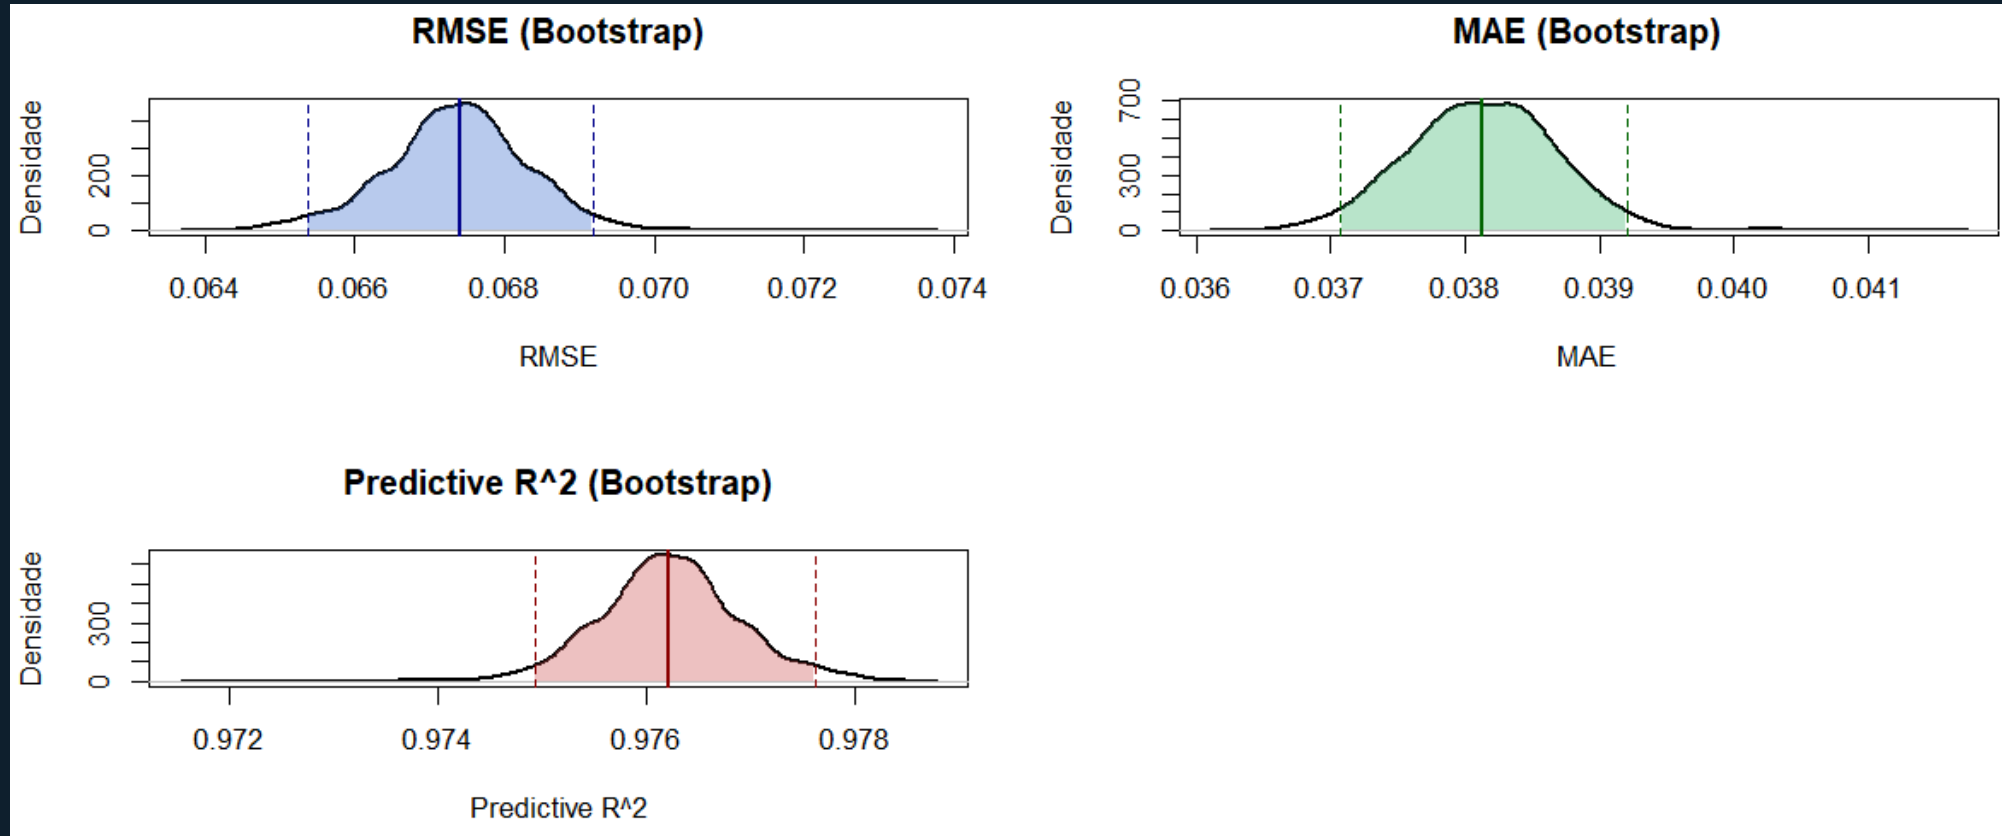 RMSE (Bootstrap)
Densidade
200
0
0.064 0.066 0.068 0.070 0.072 0.074
RMSE
MAE (Bootstrap)
Densidade
700
300
0
0.036 0.037 0.038 0.039 0.040 0.041
MAE
Predictive R^2 (Bootstrap)
Densidade
300
0
0.972 0.974 0.976 0.978
Predictive R^2